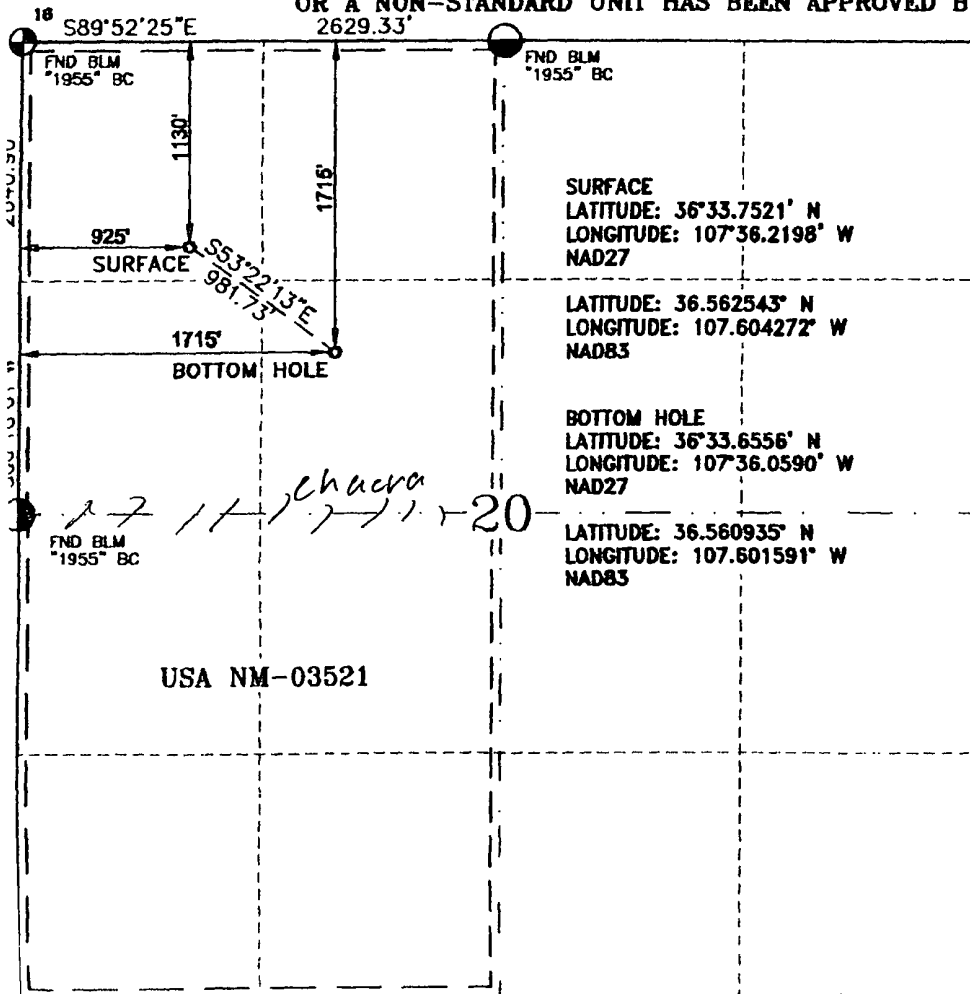 OR A NON-STANDARD UNIT HAS BEEN APPROVED B
16
S89°52'25"E 2629.33'
FND BLM
"1955" BC
FND BLM
"1955" BC
1130'
1715'
925'
SURFACE
S53°22'13"E
981.73'
1715'
BOTTOM HOLE
SURFACE
LATITUDE: 36°33.7521' N
LONGITUDE: 107°36.2198' W
NAD27
LATITUDE: 36.562543° N
LONGITUDE: 107.604272° W
NAD83
BOTTOM HOLE
LATITUDE: 36°33.6556' N
LONGITUDE: 107°36.0590' W
NAD27
LATITUDE: 36.560935° N
LONGITUDE: 107.601591° W
NAD83
chacra
20
FND BLM
"1955" BC
USA NM-03521